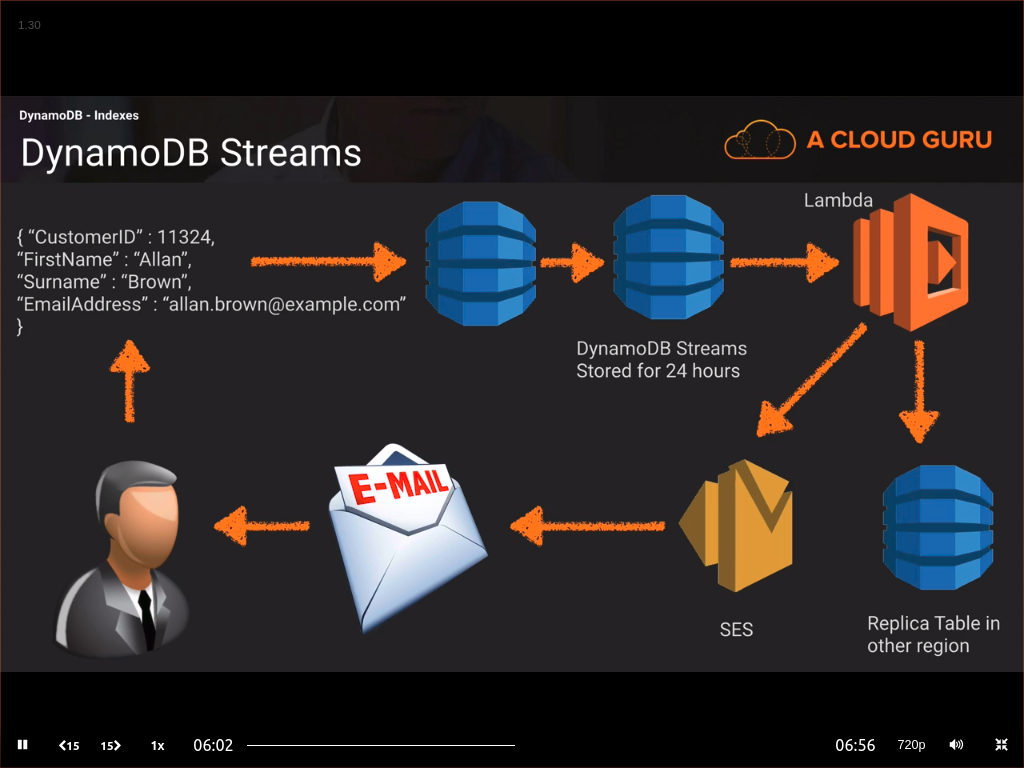 1.30
DynamoDB - Indexes
DynamoDB Streams
A CLOUD GURU
Lambda
{ “CustomerID” : 11324,
“FirstName” : “Allan”,
“Surname” : “Brown”,
“EmailAddress” : “allan.brown@example.com”
}
DynamoDB Streams
Stored for 24 hours
E-MAIL
SES
Replica Table in
other region
15
15
1x
06:02
06:56
720p